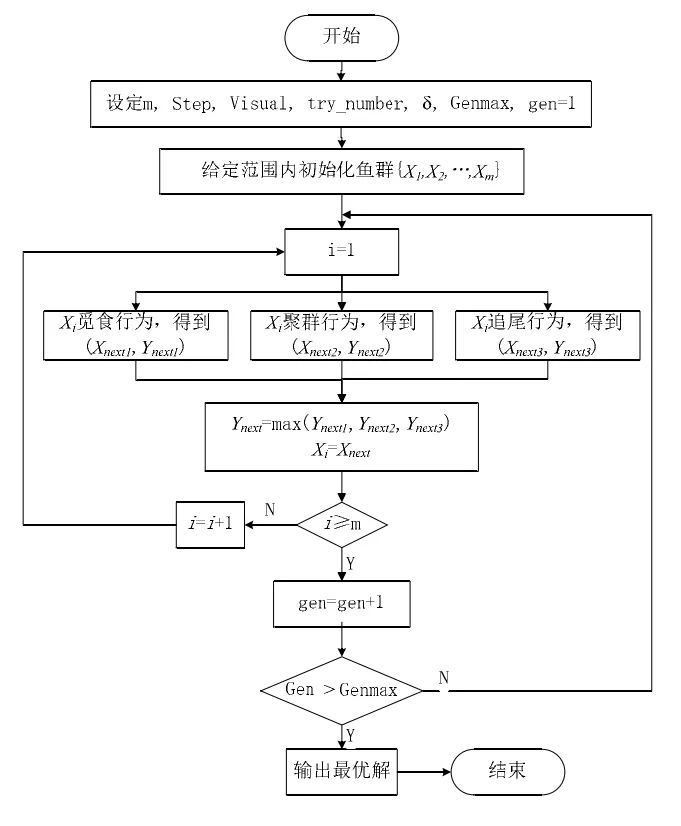 开始
设定m, Step, Visual, try_number, δ, Genmax, gen=1
给定范围内初始化鱼群{X1,X2,…,Xm}
i=1
Xi觅食行为，得到
(Xnext1, Ynext1)
Xi聚群行为，得到
(Xnext2, Ynext2)
Xi追尾行为，得到
(Xnext3, Ynext3)
Ynext=max(Ynext1, Ynext2, Ynext3)
Xi=Xnext
i≥m
N
i=i+1
Y
gen=gen+1
Gen >Genmax
N
Y
输出最优解
结束